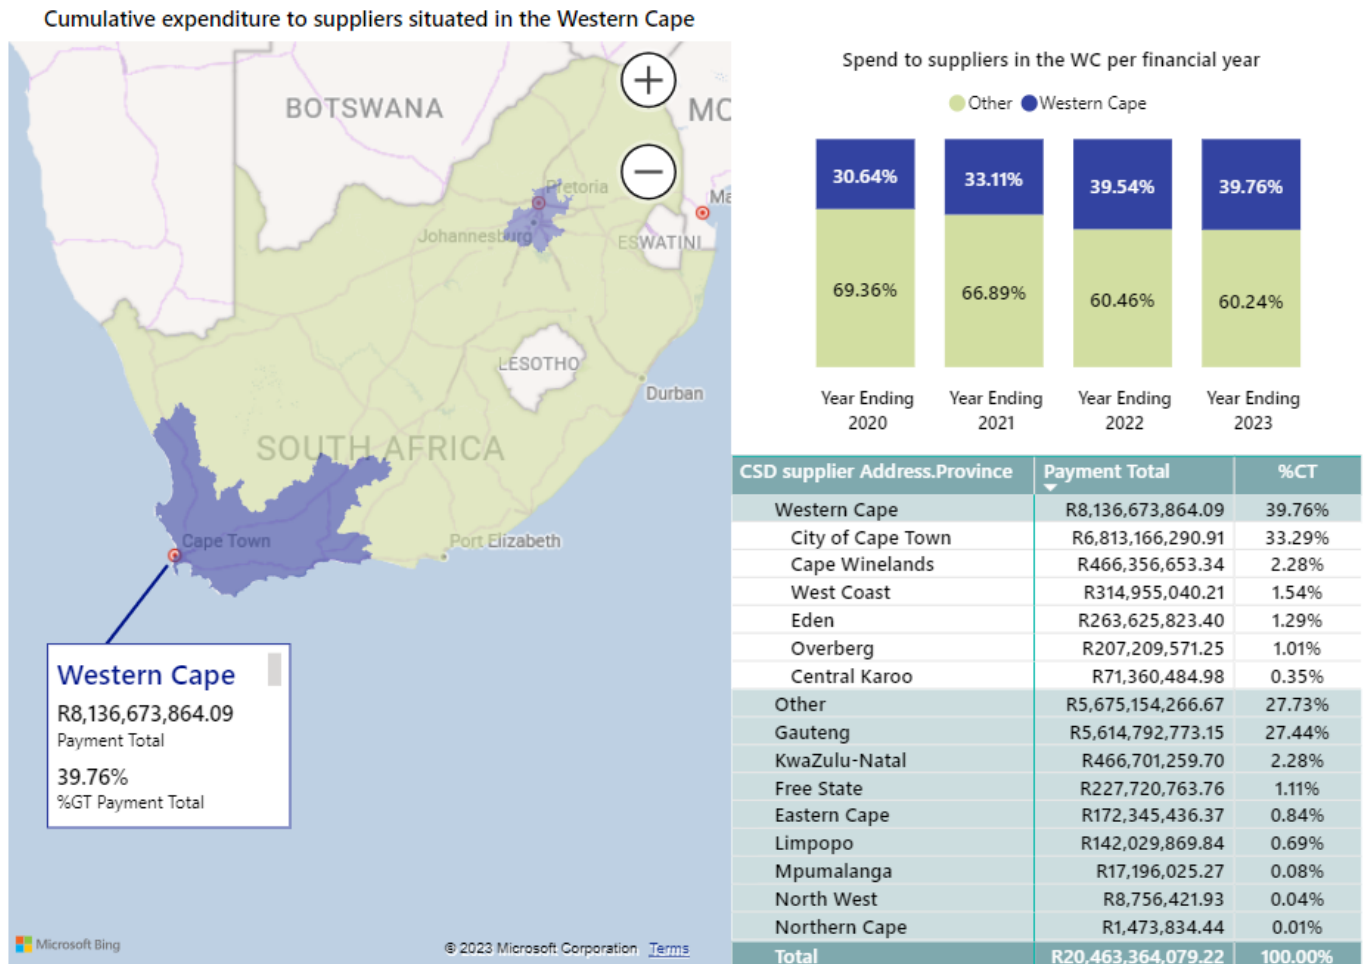 Cumulative expenditure to suppliers situated in the Western Cape
BOTSWANA
MO
Pretoria
Ma
Johannesburg
ESWATINI
LESOTHO
Durban
SOUTH AFRICA
Cape Town
Port Elizabeth
Western Cape
R8,136,673,864.09
Payment Total
39.76%
%GT Payment Total
Microsoft Bing
© 2023 Microsoft Corporation Terms
Spend to suppliers in the WC per financial year
Other Western Cape
30.64% 33.11% 39.54% 39.76%
69.36% 66.89% 60.46% 60.24%
Year Ending Year Ending Year Ending Year Ending
2020 2021 2022 2023
CSD supplier Address.Province Payment Total %CT
Western Cape R8,136,673,864.09 39.76%
City of Cape Town R6,813,166,290.91 33.29%
Cape Winelands R466,356,653.34 2.28%
West Coast R314,955,040.21 1.54%
Eden R263,625,823.40 1.29%
Overberg R207,209,571.25 1.01%
Central Karoo R71,360,484.98 0.35%
Other R5,675,154,266.67 27.73%
Gauteng R5,614,792,773.15 27.44%
KwaZulu-Natal R466,701,259.70 2.28%
Free State R227,720,763.76 1.11%
Eastern Cape R172,345,436.37 0.84%
Limpopo R142,029,869.84 0.69%
Mpumalanga R17,196,025.27 0.08%
North West R8,756,421.93 0.04%
Northern Cape R1,473,834.44 0.01%
Total R20,463,364,079.22 100.00%